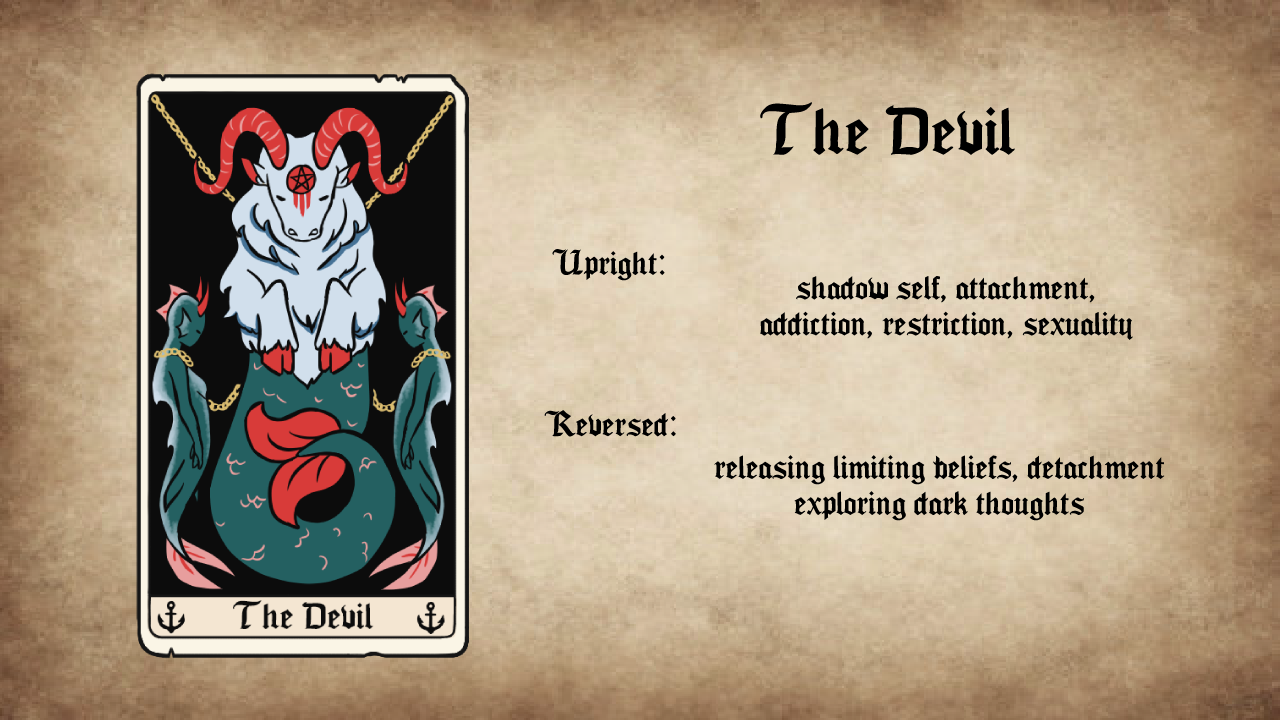 The Devil
Upright:
shadow self, attachment,
addiction, restriction, sexuality
Reversed:
releasing limiting beliefs, detachment
exploring dark thoughts
The Devil